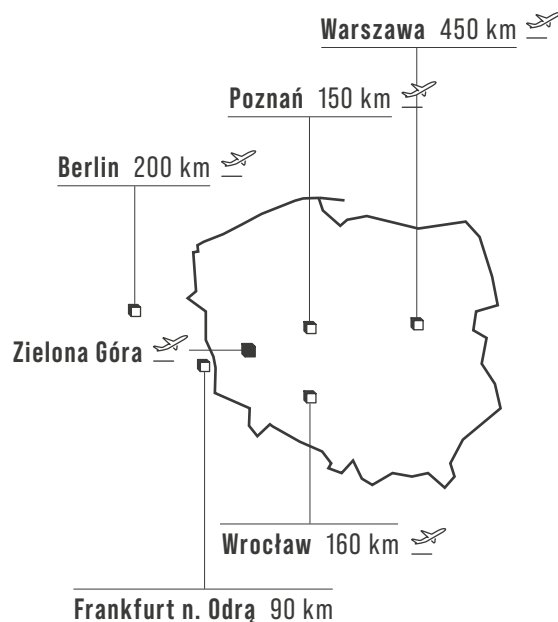 Warszawa 450 km
Poznań 150 km
Berlin 200 km
Zielona Góra
Wrocław 160 km
Frankfurt n. Odrą 90 km